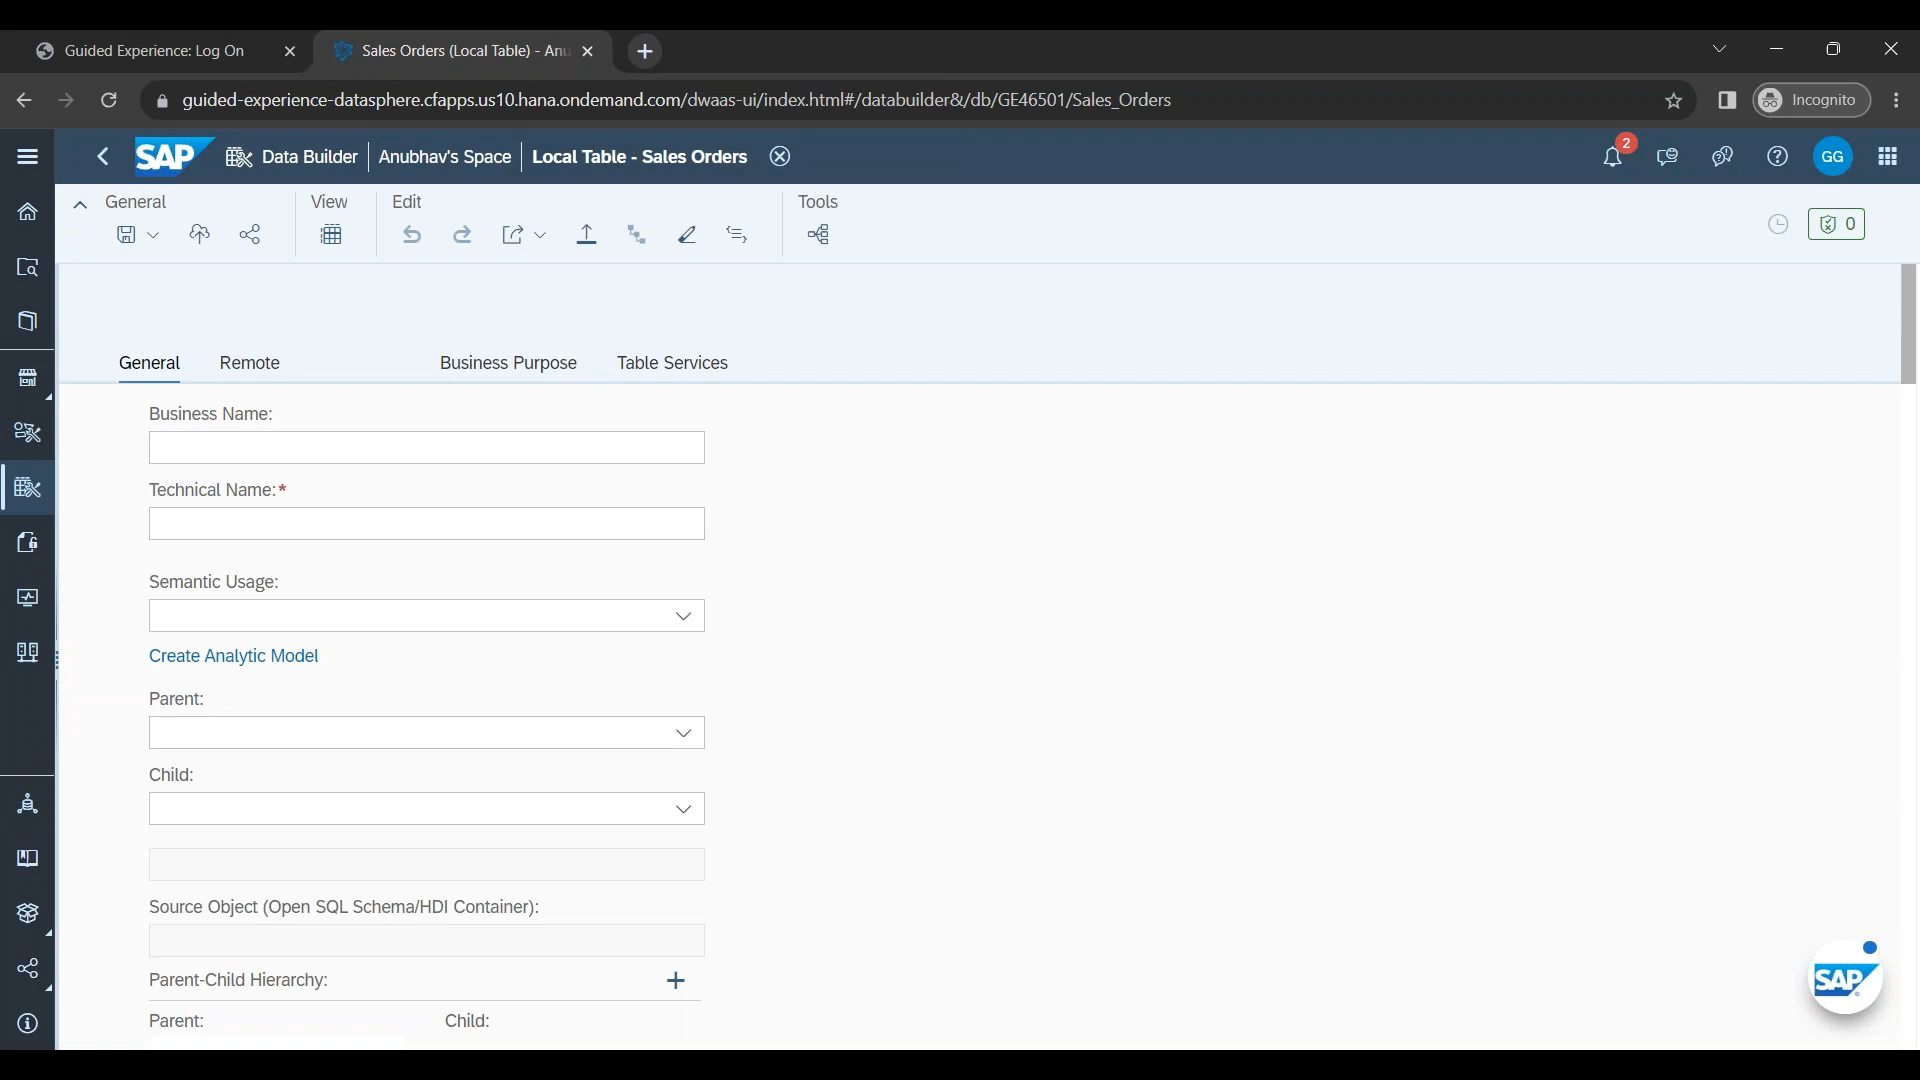 Guided Experience: Log On
Sales Orders (Local Table) - Anu
guided-experience-datasphere.cfapps.us10.hana.ondemand.com/dwaas-ui/index.html#/databuilder&/db/GE46501/Sales_Orders
Incognito
SAP
Data Builder
Anubhav's Space
Local Table - Sales Orders
2
GG
General
View
Edit
Tools
0
General
Remote
Business Purpose
Table Services
Business Name:
Technical Name:*
Semantic Usage:
Create Analytic Model
Parent:
Child:
Source Object (Open SQL Schema/HDI Container):
Parent-Child Hierarchy:
Parent:
Child:
SAP